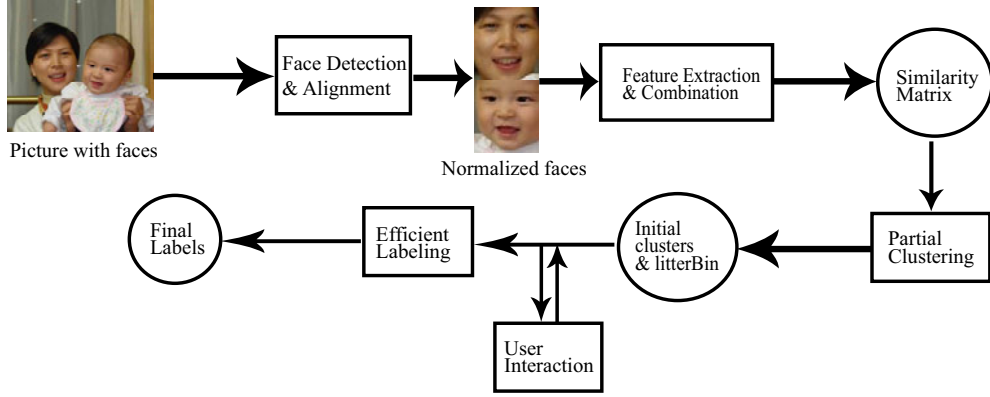 Picture with faces
Face Detection
& Alignment
Normalized faces
Feature Extraction
& Combination
Similarity
Matrix
Partial
Clustering
Initial
clusters
& litterBin
User
Interaction
Efficient
Labeling
Final
Labels